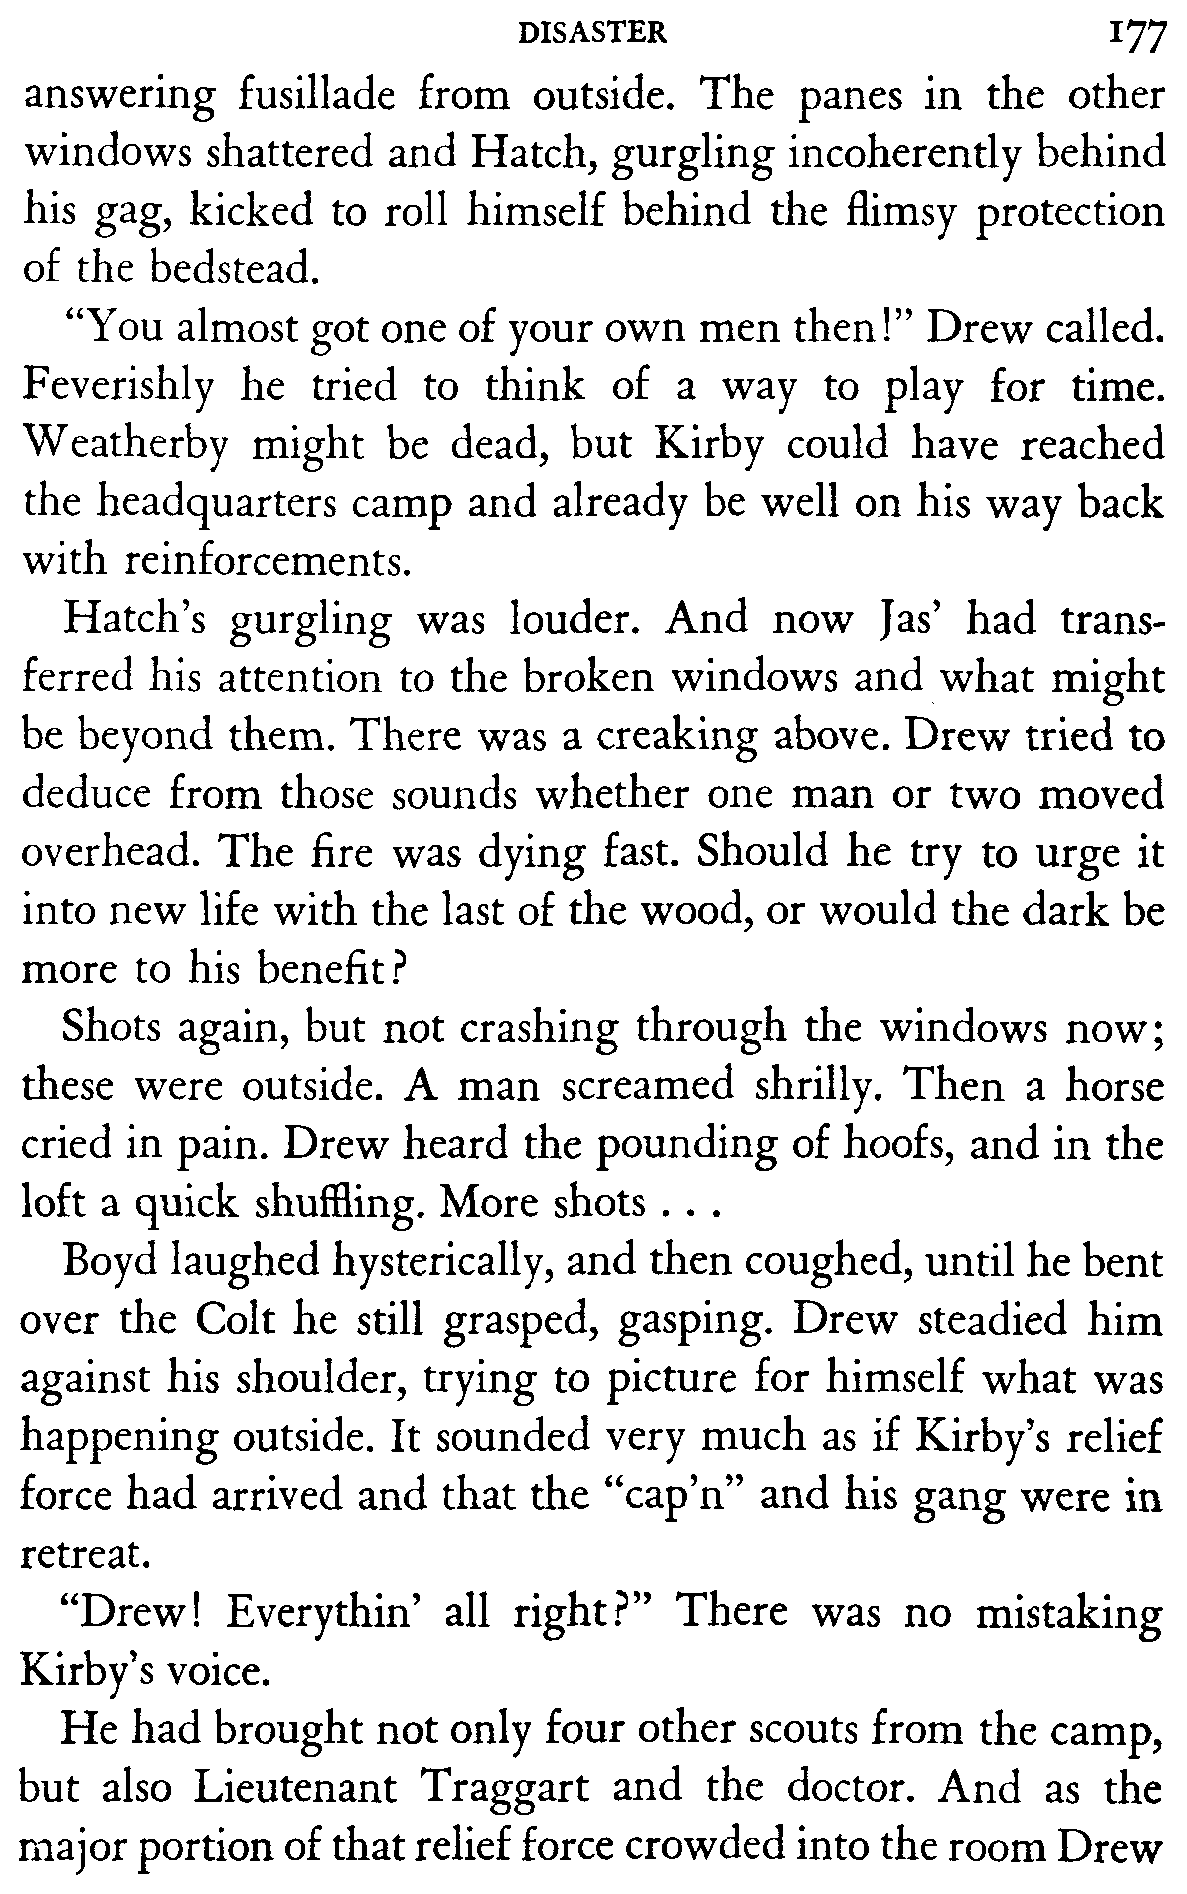 DISASTER 177
answering fusillade from outside. The panes in the other
windows shattered and Hatch, gurgling incoherently behind
his gag, kicked to roll himself behind the flimsy protection
of the bedstead.
“You almost got one of your own men then!” Drew called.
Feverishly he tried to think of a way to play for time.
Weatherby might be dead, but Kirby could have reached
the headquarters camp and already be well on his way back
with reinforcements.
Hatch’s gurgling was louder. And now Jas’ had trans-
ferred his attention to the broken windows and what might
be beyond them. There was a creaking above. Drew tried to
deduce from those sounds whether one man or two moved
overhead. The fire was dying fast. Should he try to urge it
into new life with the last of the wood, or would the dark be
more to his benefit?
Shots again, but not crashing through the windows now;
these were outside. A man screamed shrilly. Then a horse
cried in pain. Drew heard the pounding of hoofs, and in the
loft a quick shuffling. More shots . . .
Boyd laughed hysterically, and then coughed, until he bent
over the Colt he still grasped, gasping. Drew steadied him
against his shoulder, trying to picture for himself what was
happening outside. It sounded very much as if Kirby’s relief
force had arrived and that the “cap’n” and his gang were in
retreat.
“Drew! Everythin’ all right?” There was no mistaking
Kirby’s voice.
He had brought not only four other scouts from the camp,
but also Lieutenant Traggart and the doctor. And as the
major portion of that relief force crowded into the room Drew